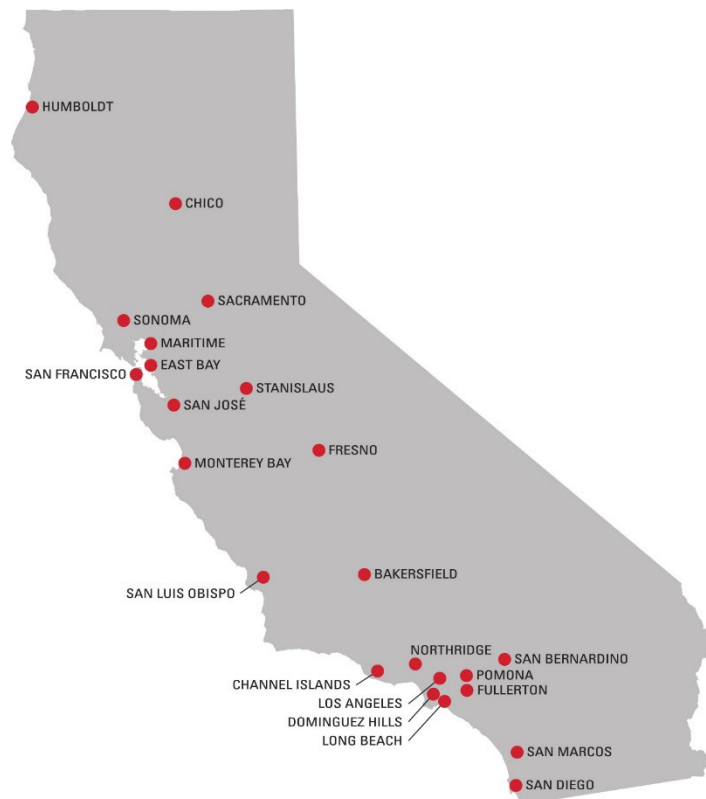 HUMBOLDT
CHICO
SACRAMENTO
SONOMA
MARITIME
EAST BAY
SAN FRANCISCO
STANISLAUS
SAN JOSÉ
FRESNO
MONTEREY BAY
BAKERSFIELD
SAN LUIS OBISPO
NORTHRIDGE
SAN BERNARDINO
POMONA
CHANNEL ISLANDS
FULLERTON
LOS ANGELES
DOMINGUEZ HILLS
LONG BEACH
SAN MARCOS
SAN DIEGO